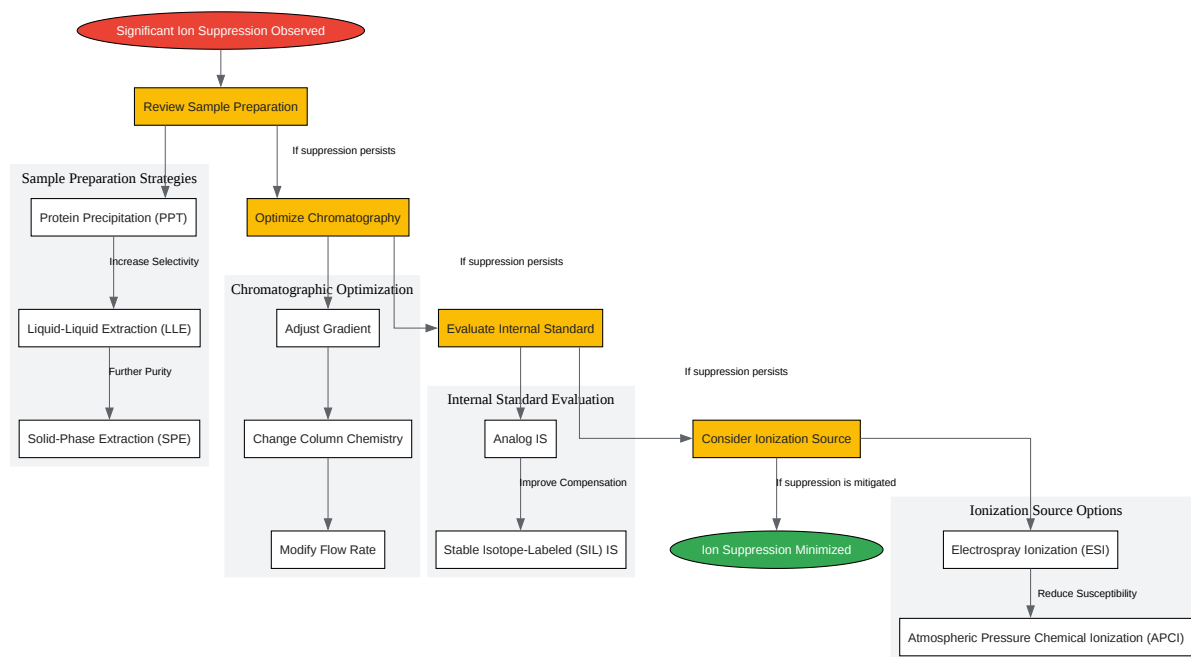 Significant Ion Suppression Observed
Review Sample Preparation
If suppression persists
Sample Preparation Strategies
Protein Precipitation (PPT)
Optimize Chromatography
Increase Selectivity
If suppression persists
Chromatographic Optimization
Liquid-Liquid Extraction (LLE)
Adjust Gradient
Evaluate Internal Standard
Further Purity
If suppression persists
Internal Standard Evaluation
Solid-Phase Extraction (SPE)
Change Column Chemistry
Analog IS
Consider Ionization Source
Improve Compensation
If suppression is mitigated
Ionization Source Options
Modify Flow Rate
Stable Isotope-Labeled (SIL) IS
Ion Suppression Minimized
Electrospray Ionization (ESI)
Reduce Susceptibility
Atmospheric Pressure Chemical Ionization (APCI)